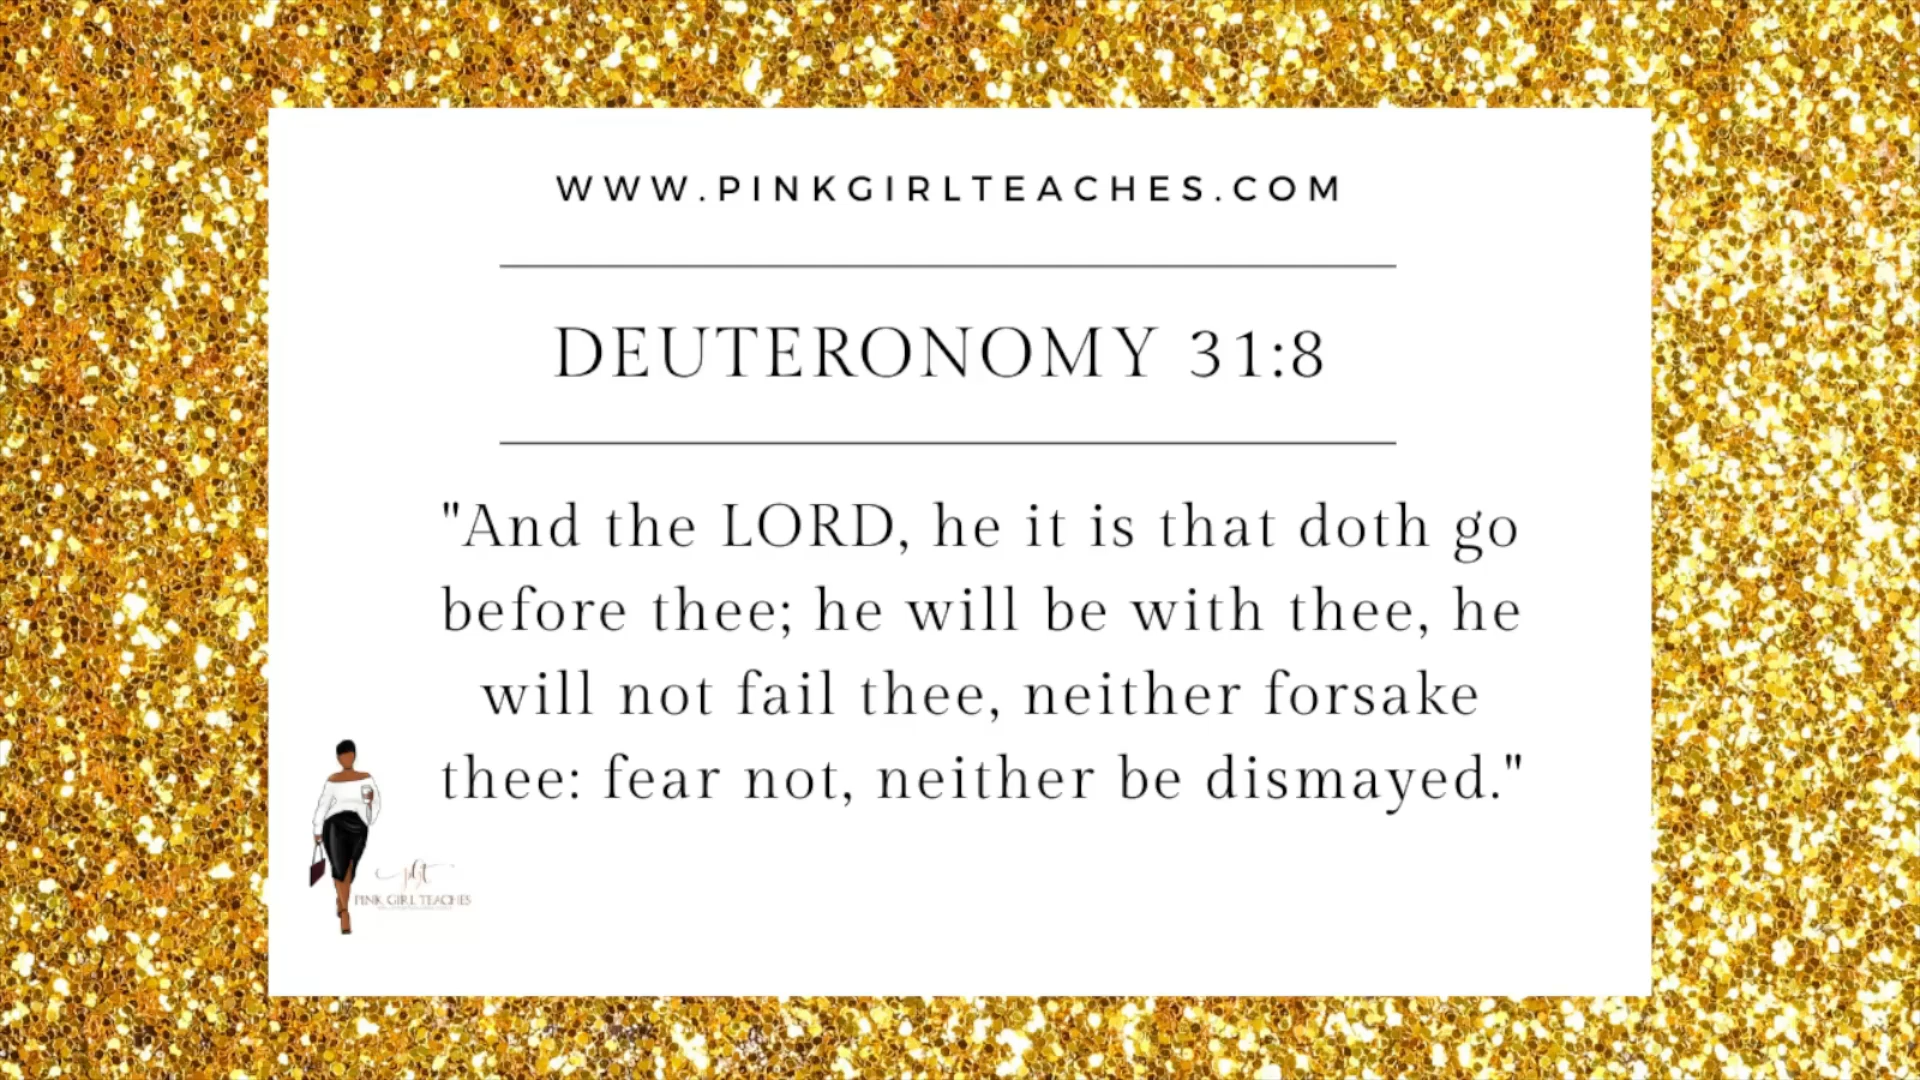 WWW.PINKGIRLTEACHES.COM
DEUTERONOMY 31:8
"And the LORD, he it is that doth go
before thee; he will be with thee, he
will not fail thee, neither forsake
thee: fear not, neither be dismayed."
pgt
PINK GIRL TEACHES